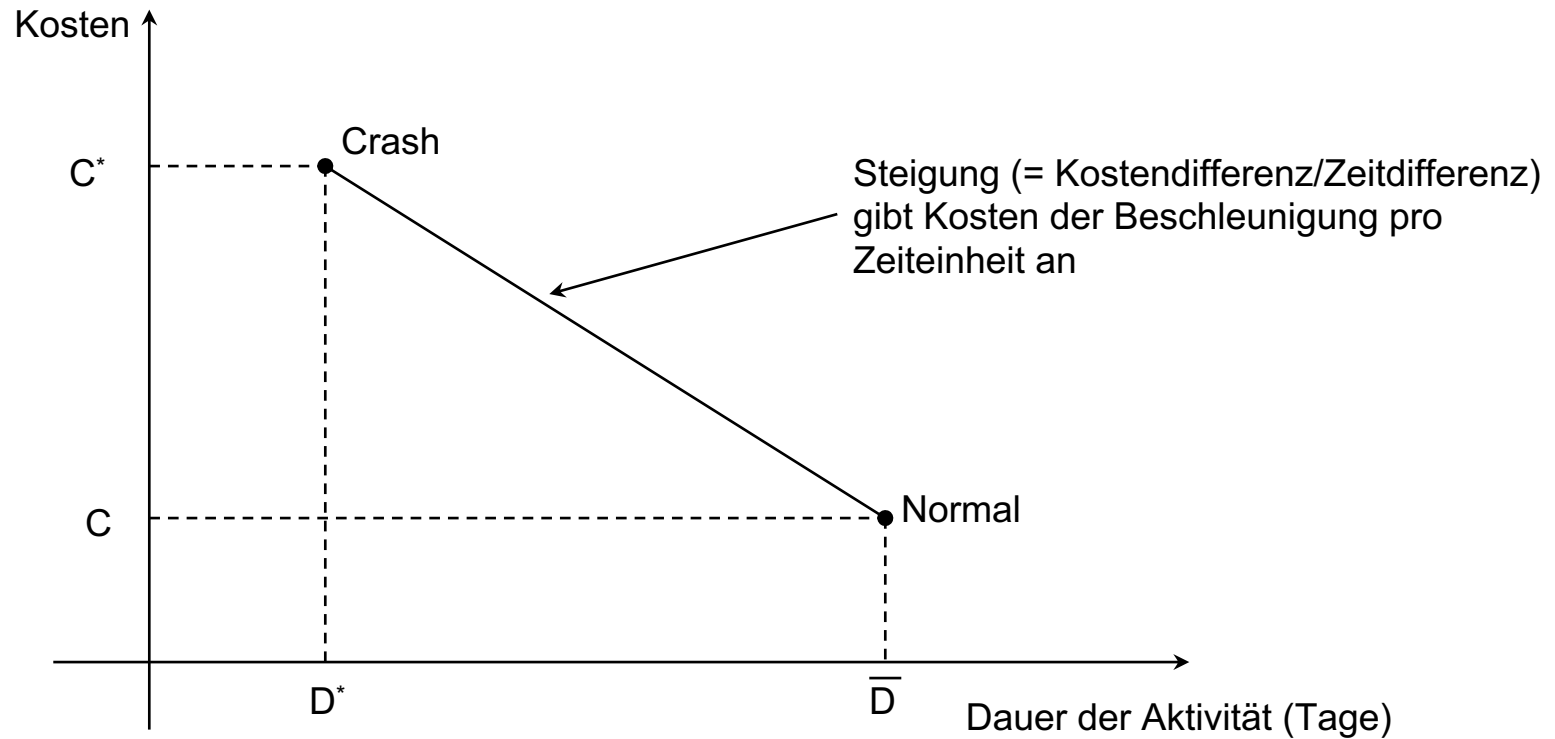 Kosten
Crash
C*
Steigung (= Kostendifferenz/Zeitdifferenz)
gibt Kosten der Beschleunigung pro
Zeiteinheit an
C
Normal
D*
D̅
Dauer der Aktivität (Tage)